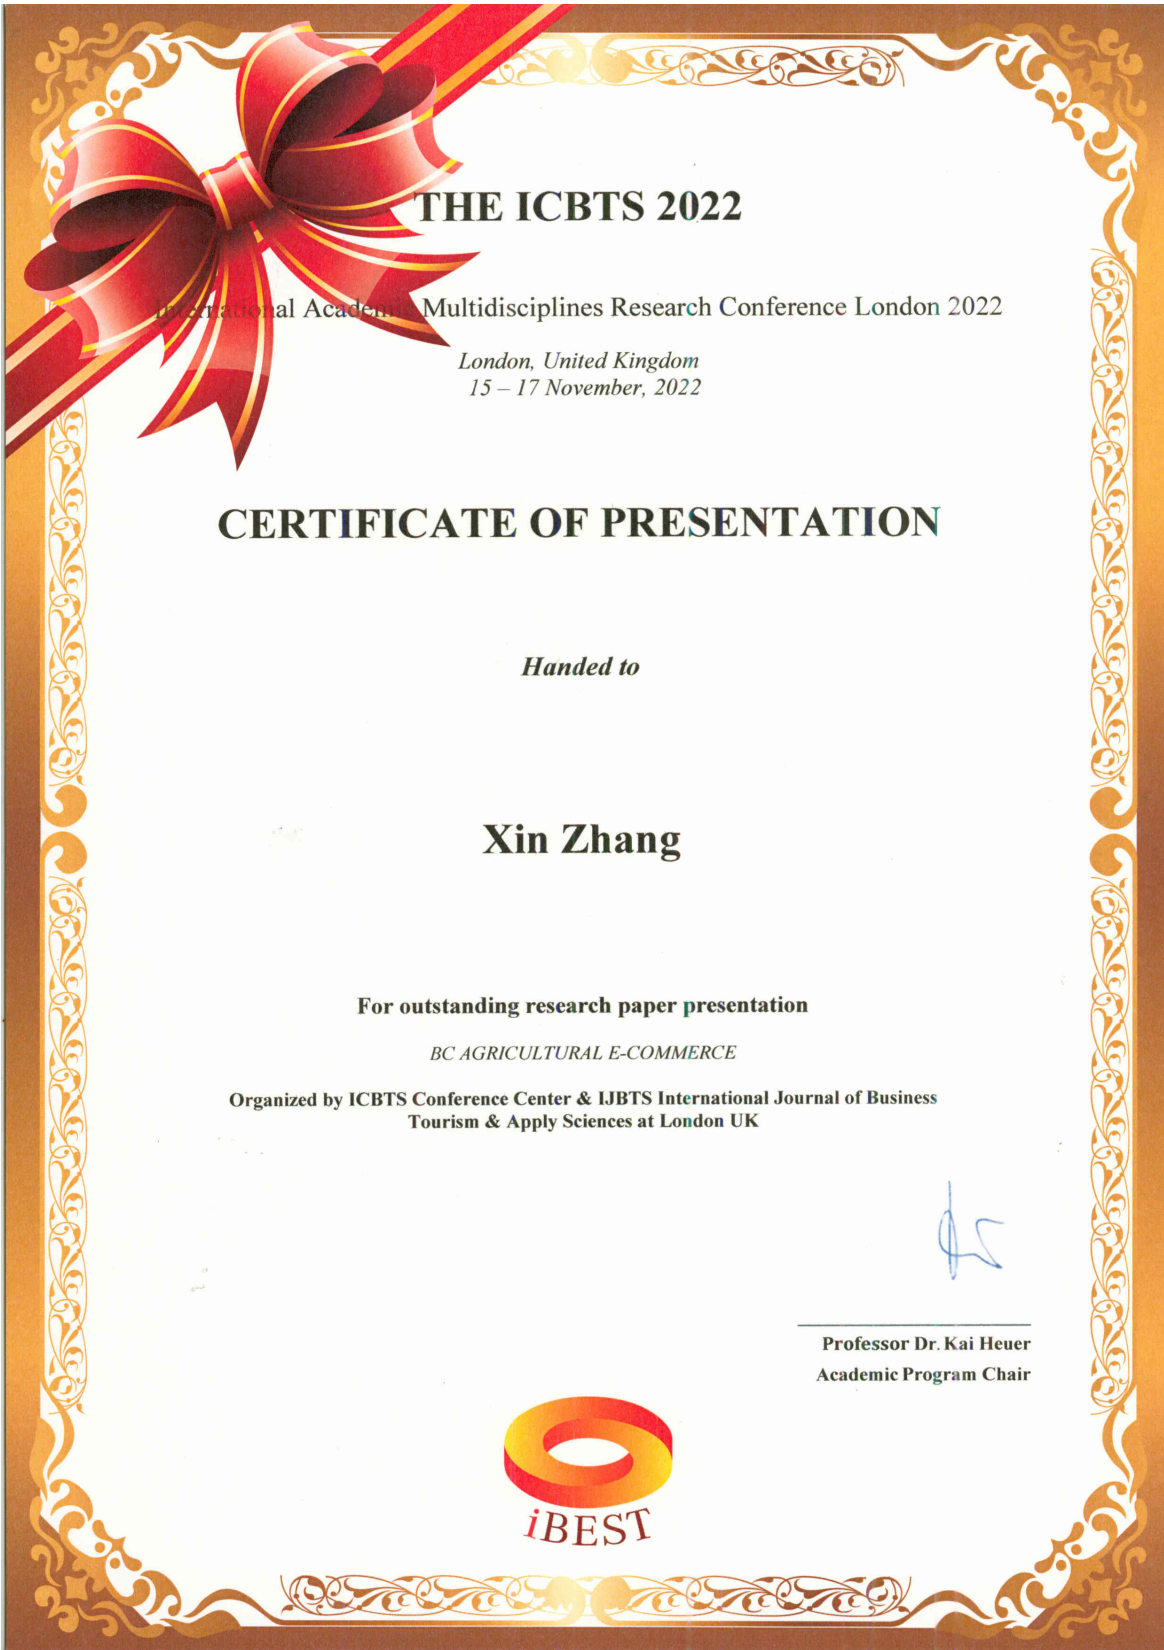 THE ICBTS 2022
International Academic Multidisciplines Research Conference London 2022
London, United Kingdom
15 – 17 November, 2022
CERTIFICATE OF PRESENTATION
Handed to
Xin Zhang
For outstanding research paper presentation
BC AGRICULTURAL E-COMMERCE
Organized by ICBTS Conference Center & IJBTS International Journal of Business
Tourism & Apply Sciences at London UK
Professor Dr. Kai Heuer
Academic Program Chair
iBEST